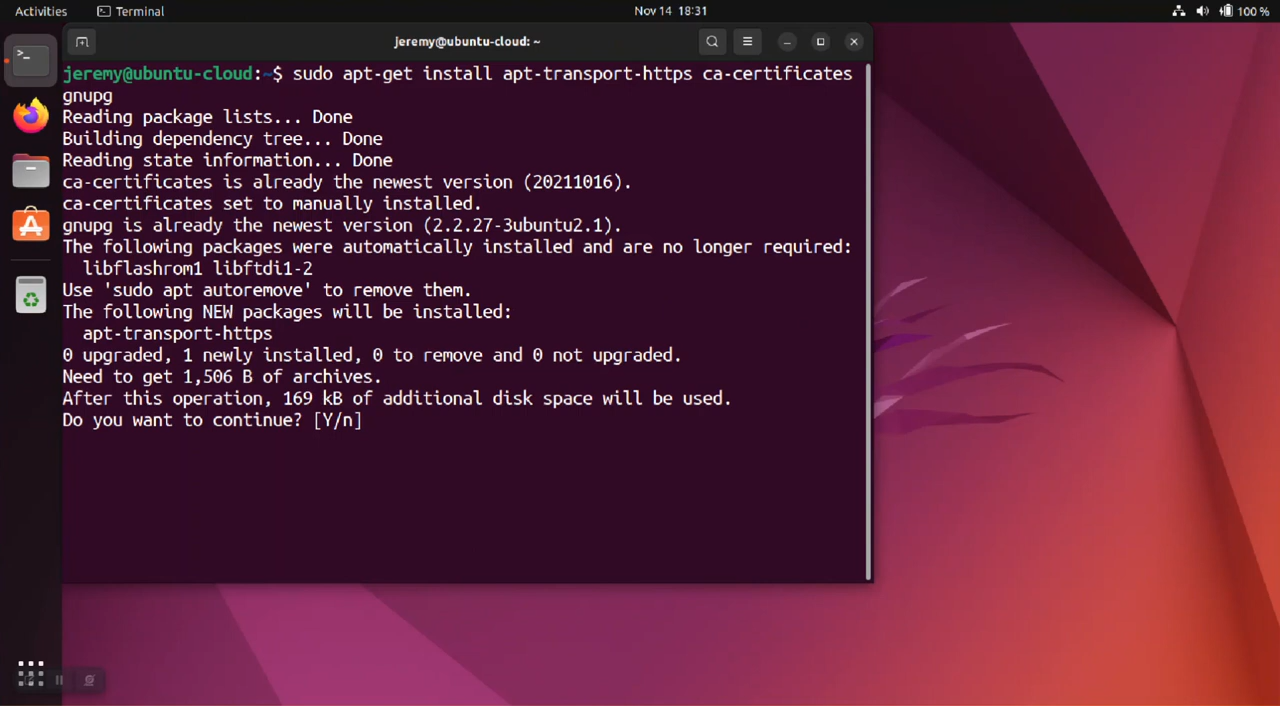 Activities Terminal Nov 14 18:31 100 %
jeremy@ubuntu-cloud: ~
jeremy@ubuntu-cloud:~$ sudo apt-get install apt-transport-https ca-certificates
gnupg
Reading package lists... Done
Building dependency tree... Done
Reading state information... Done
ca-certificates is already the newest version (20211016).
ca-certificates set to manually installed.
gnupg is already the newest version (2.2.27-3ubuntu2.1).
The following packages were automatically installed and are no longer required:
  libflashrom1 libftdi1-2
Use 'sudo apt autoremove' to remove them.
The following NEW packages will be installed:
  apt-transport-https
0 upgraded, 1 newly installed, 0 to remove and 0 not upgraded.
Need to get 1,506 B of archives.
After this operation, 169 kB of additional disk space will be used.
Do you want to continue? [Y/n]